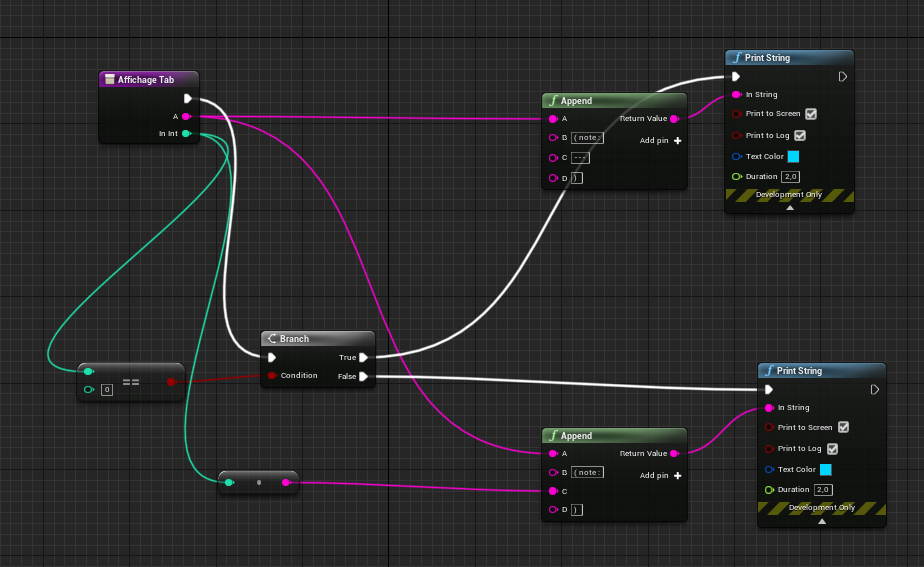 Affichage Tab
A
In Int
Append
A
Return Value
B
( note:
Add pin
C
---
D
)
Print String
In String
Print to Screen
Print to Log
Text Color
Duration
2,0
Development Only
Branch
True
Condition
False
0
==
Append
A
Return Value
B
( note:
Add pin
C
D
)
Print String
In String
Print to Screen
Print to Log
Text Color
Duration
2,0
Development Only